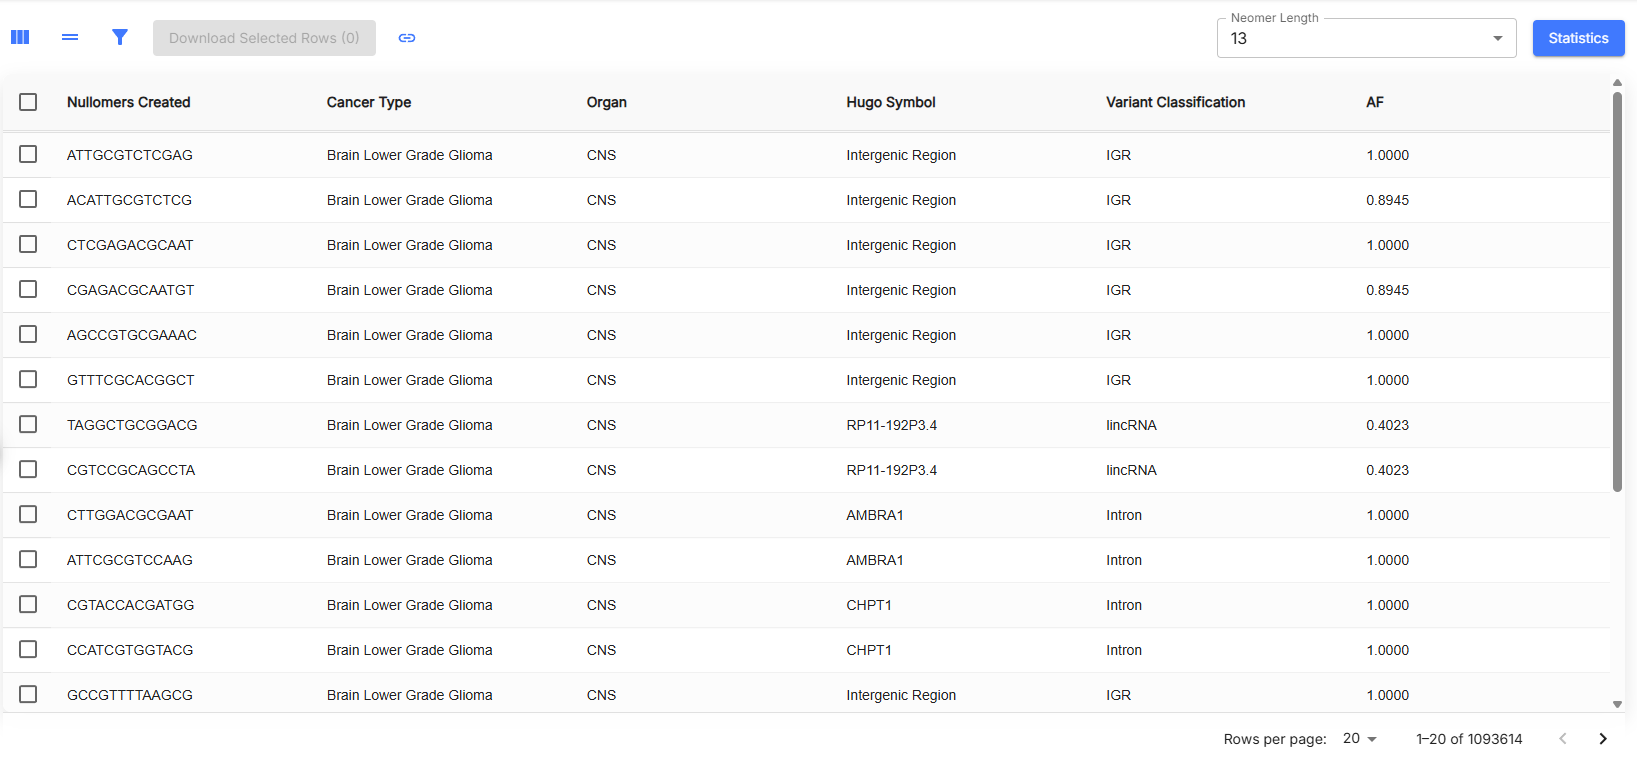 Download Selected Rows (0)
Neomer Length
13
Statistics
Nullomers Created Cancer Type Organ Hugo Symbol Variant Classification AF
ATTGCGTCTCGAG Brain Lower Grade Glioma CNS Intergenic Region IGR 1.0000
ACATTGCGTCTCG Brain Lower Grade Glioma CNS Intergenic Region IGR 0.8945
CTCGAGACGCAAT Brain Lower Grade Glioma CNS Intergenic Region IGR 1.0000
CGAGACGCAATGT Brain Lower Grade Glioma CNS Intergenic Region IGR 0.8945
AGCCGTGCGAAAC Brain Lower Grade Glioma CNS Intergenic Region IGR 1.0000
GTTTCGCACGGCT Brain Lower Grade Glioma CNS Intergenic Region IGR 1.0000
TAGGCTGCGGACG Brain Lower Grade Glioma CNS RP11-192P3.4 lincRNA 0.4023
CGTCCGCAGCCTA Brain Lower Grade Glioma CNS RP11-192P3.4 lincRNA 0.4023
CTTGGACGCGAAT Brain Lower Grade Glioma CNS AMBRA1 Intron 1.0000
ATTCGCGTCCAAG Brain Lower Grade Glioma CNS AMBRA1 Intron 1.0000
CGTACCACGATGG Brain Lower Grade Glioma CNS CHPT1 Intron 1.0000
CCATCGTGGTACG Brain Lower Grade Glioma CNS CHPT1 Intron 1.0000
GCCGTTTTAAGCG Brain Lower Grade Glioma CNS Intergenic Region IGR 1.0000
Rows per page: 20 1–20 of 1093614